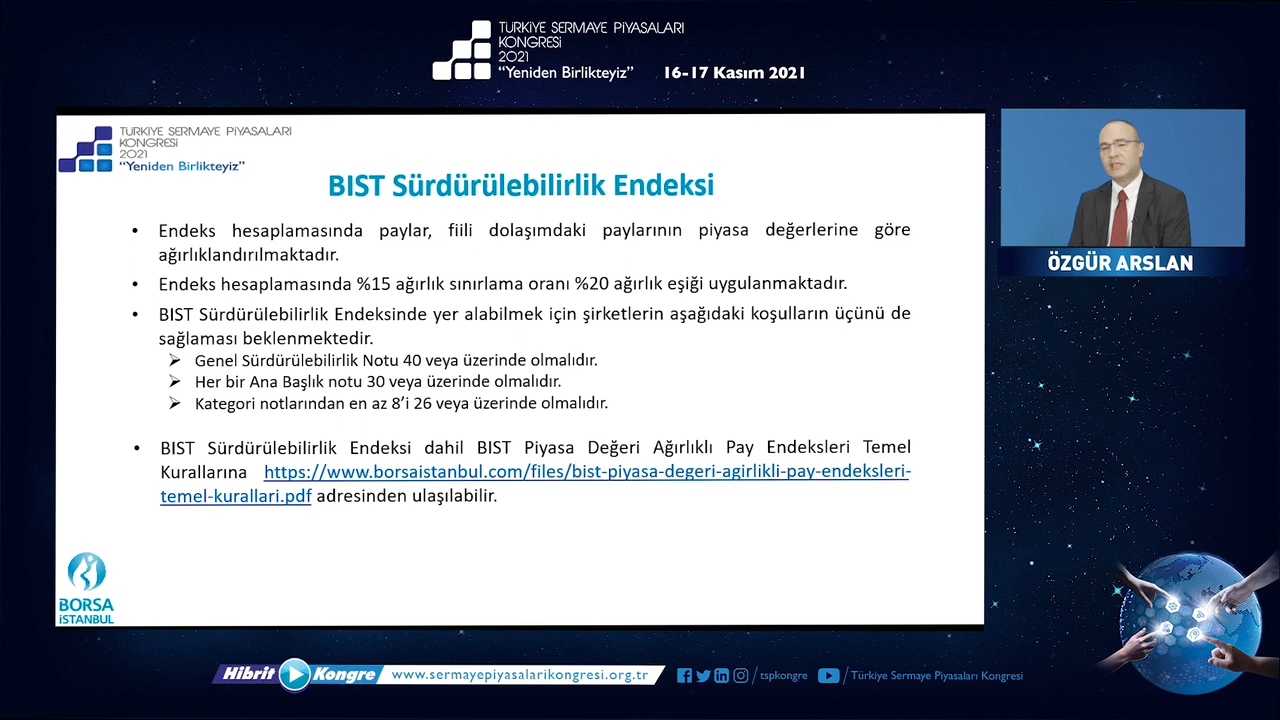 TÜRKİYE SERMAYE PİYASALARI
KONGRESİ
2021
“Yeniden Birlikteyiz” 16-17 Kasım 2021
TÜRKİYE SERMAYE PİYASALARI
KONGRESİ
2021
“Yeniden Birlikteyiz”
BIST Sürdürülebilirlik Endeksi
• Endeks hesaplamasında paylar, fiili dolaşımdaki paylarının piyasa değerlerine göre
ağırlıklandırılmaktadır.
• Endeks hesaplamasında %15 ağırlık sınırlama oranı %20 ağırlık eşiği uygulanmaktadır.
• BIST Sürdürülebilirlik Endeksinde yer alabilmek için şirketlerin aşağıdaki koşulların üçünü de
sağlaması beklenmektedir.
➢ Genel Sürdürülebilirlik Notu 40 veya üzerinde olmalıdır.
➢ Her bir Ana Başlık notu 30 veya üzerinde olmalıdır.
➢ Kategori notlarından en az 8’i 26 veya üzerinde olmalıdır.
• BIST Sürdürülebilirlik Endeksi dahil BIST Piyasa Değeri Ağırlıklı Pay Endeksleri Temel
Kurallarına https://www.borsaistanbul.com/files/bist-piyasa-degeri-agirlikli-pay-endeksleri-
temel-kurallari.pdf adresinden ulaşılabilir.
BORSA
İSTANBUL
ÖZGÜR ARSLAN
Hibrit Kongre www.sermayepiyasalarikongresi.org.tr /tspkongre /Türkiye Sermaye Piyasaları Kongresi